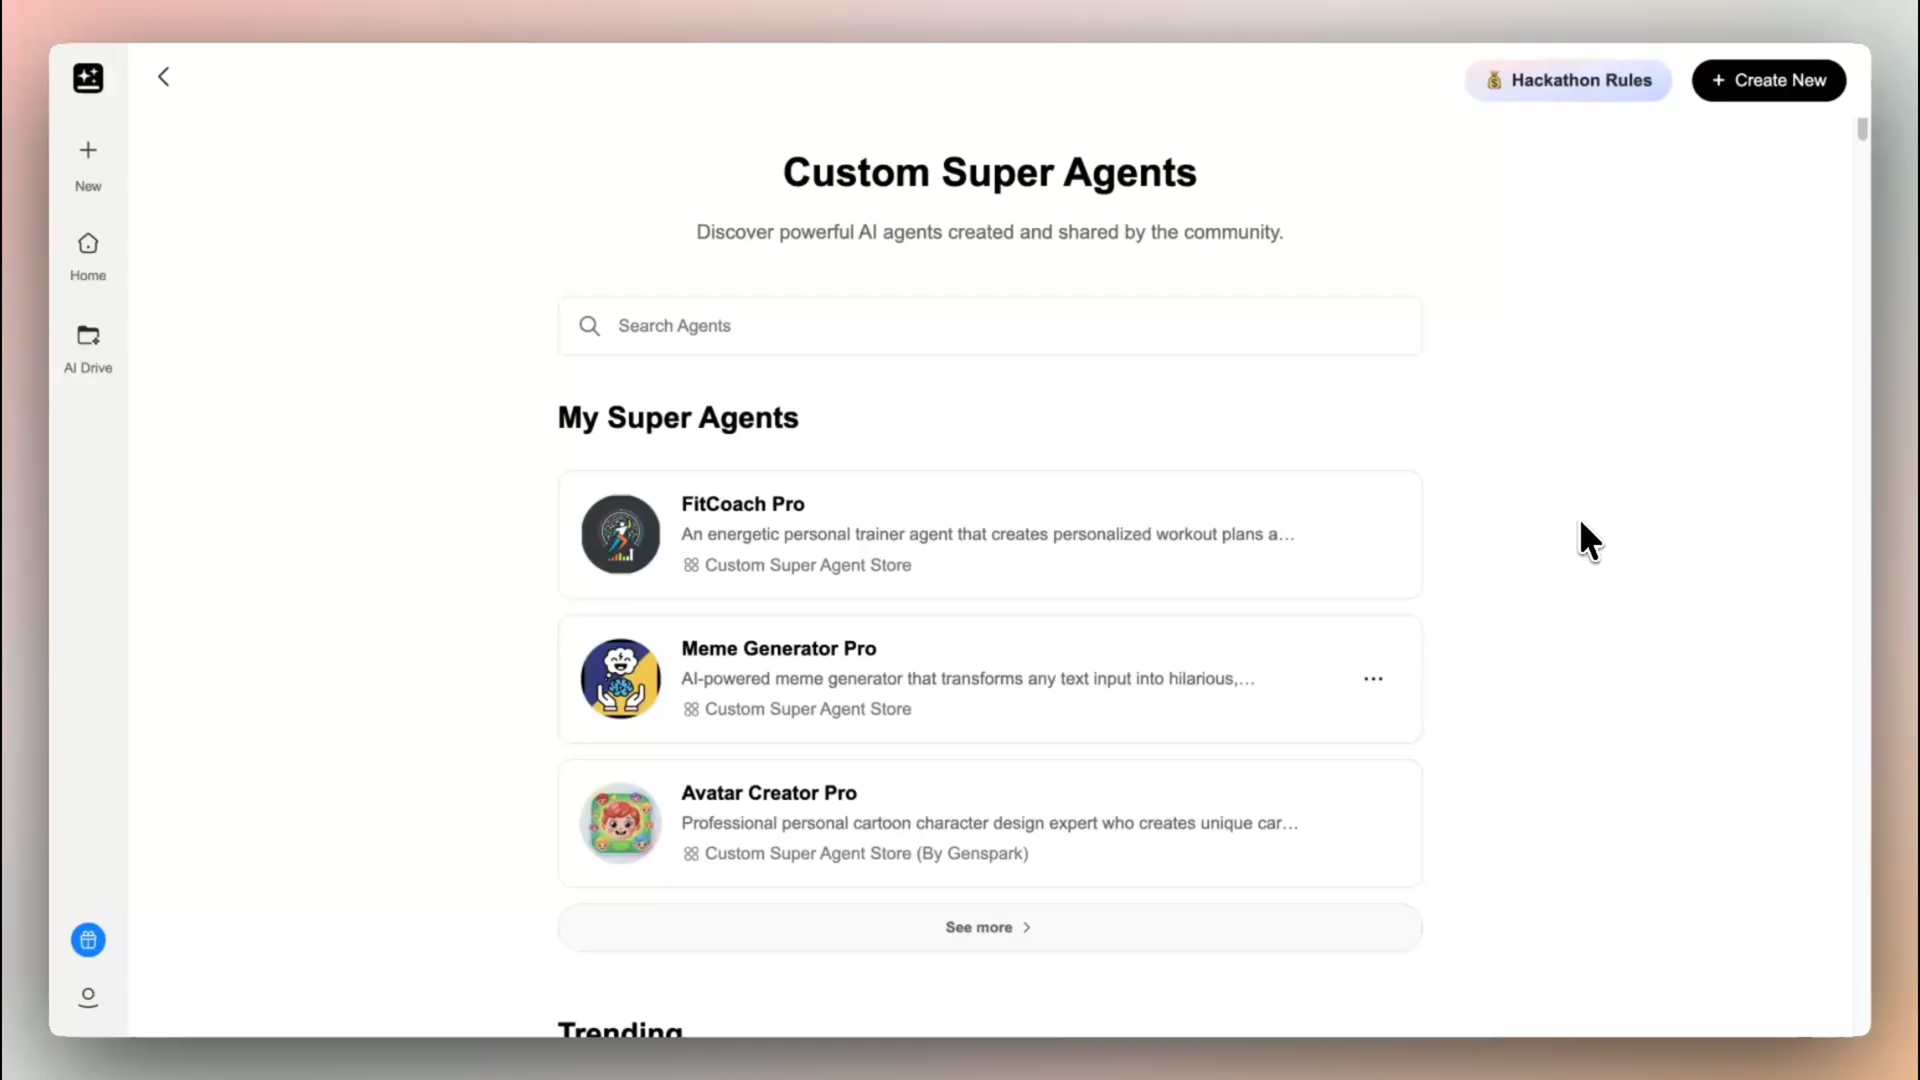 Hackathon Rules
+ Create New
New
Home
AI Drive
Custom Super Agents
Discover powerful AI agents created and shared by the community.
Search Agents
My Super Agents
FitCoach Pro
An energetic personal trainer agent that creates personalized workout plans a...
Custom Super Agent Store
Meme Generator Pro
AI-powered meme generator that transforms any text input into hilarious,...
Custom Super Agent Store
Avatar Creator Pro
Professional personal cartoon character design expert who creates unique car...
Custom Super Agent Store (By Genspark)
See more
Trending